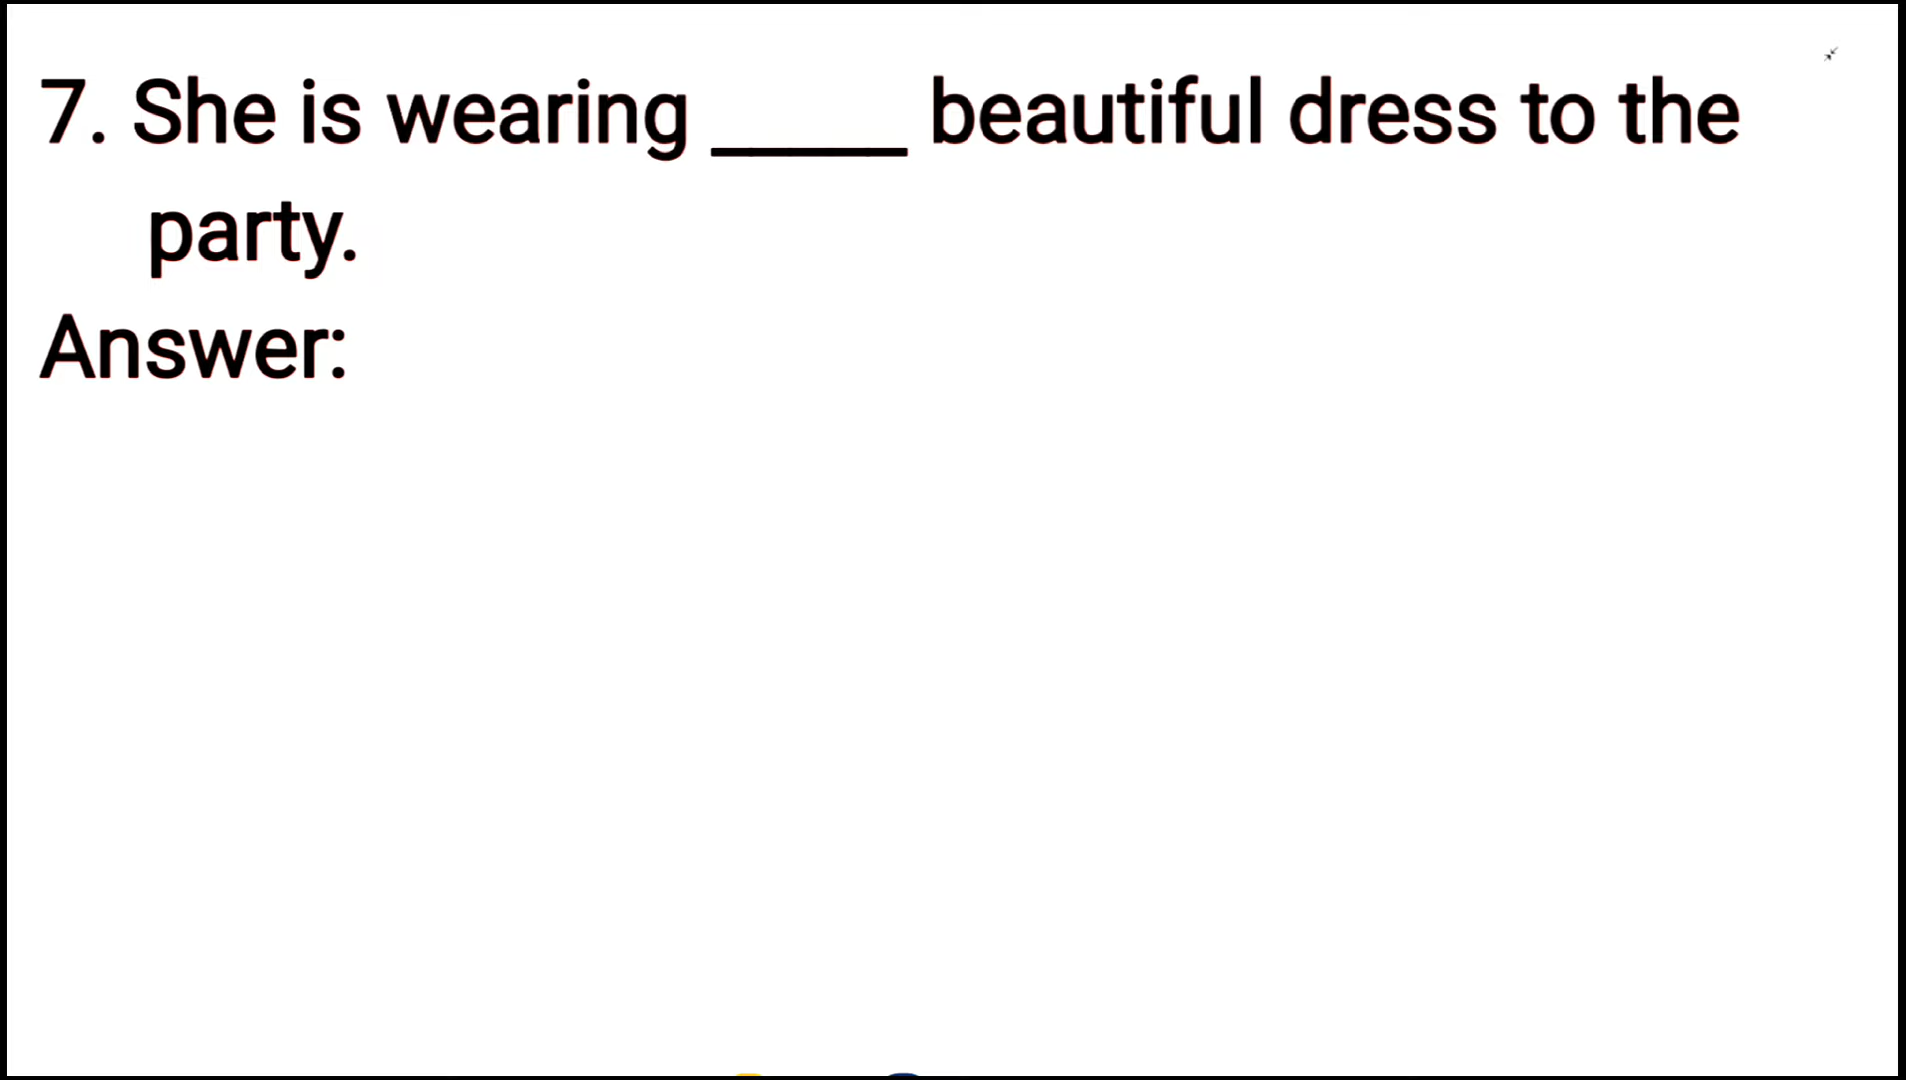 7. She is wearing _____ beautiful dress to the
party.
Answer: